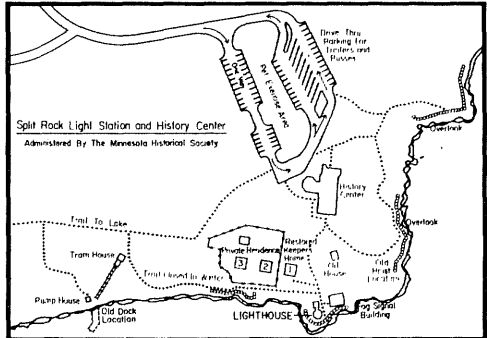 Drive Thru
Parking For
Trailers and
Busses
One Way
Pet Exercise Area
Split Rock Light Station and History Center
Administered By The Minnesota Historical Society
Overlook
History
Center
Trail To Lake
Overlook
Tram House
Private Residence
Restored
Keepers
Home
Oil
House
Old
Hoist
Location
3
2
1
Trail Closed In Winter
Pump House
Old Dock
Location
LIGHTHOUSE
Fog Signal
Building